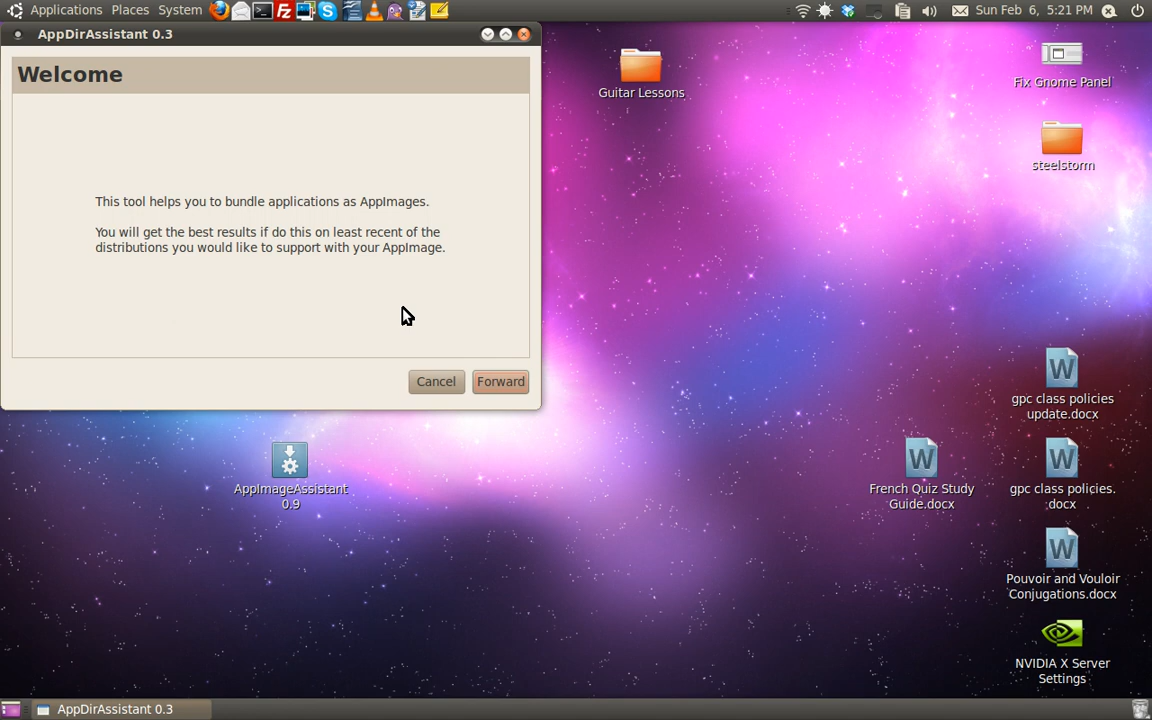 Applications Places System
Sun Feb 6, 5:21 PM
AppDirAssistant 0.3
Welcome
This tool helps you to bundle applications as AppImages.
You will get the best results if do this on least recent of the
distributions you would like to support with your AppImage.
Cancel Forward
Guitar Lessons
Fix Gnome Panel
steelstorm
gpc class policies
update.docx
AppImageAssistant
0.9
French Quiz Study
Guide.docx
gpc class policies.
docx
Pouvoir and Vouloir
Conjugations.docx
NVIDIA X Server
Settings
AppDirAssistant 0.3